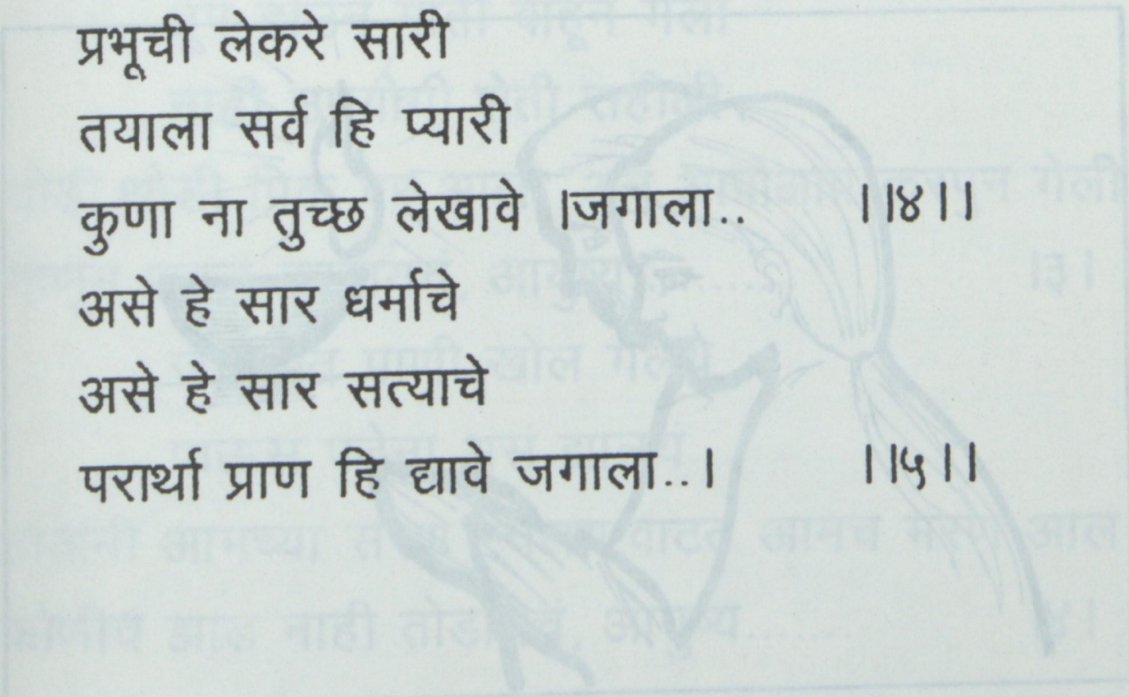 प्रभूची लेकरे सारी
तयाला सर्व हि प्यारी
कुणा ना तुच्छ लेखावे ।जगाला.. ।।४।।
असे हे सार धर्माचे
असे हे सार सत्याचे
परार्था प्राण हि द्यावे जगाला..। ।।५।।